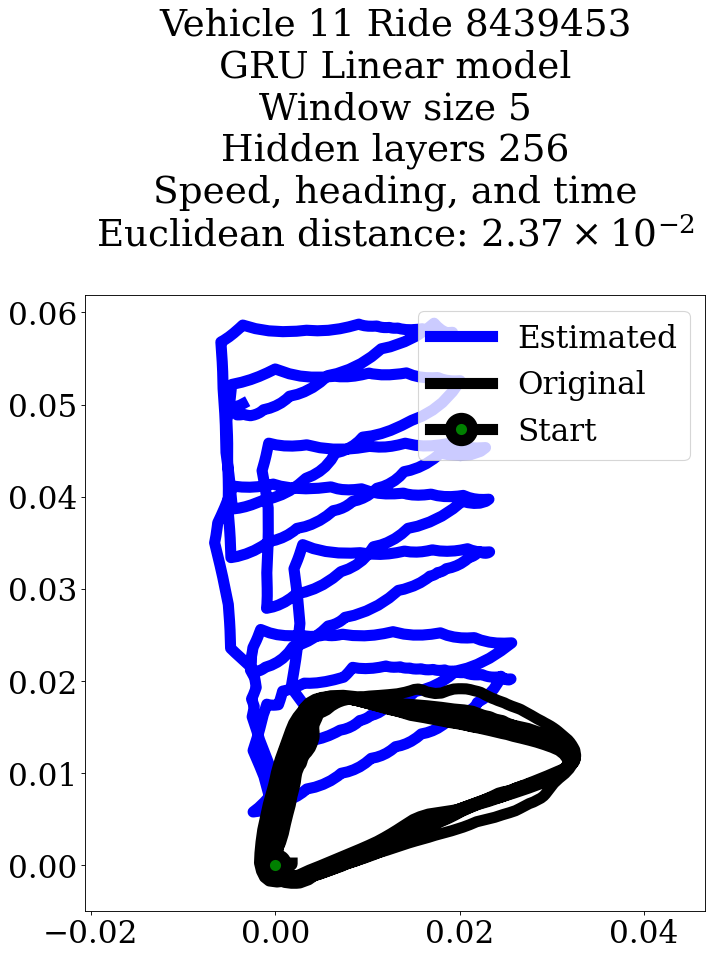 Vehicle 11 Ride 8439453
GRU Linear model
Window size 5
Hidden layers 256
Speed, heading, and time
Euclidean distance: 2.37 × 10⁻²
0.06
0.05
0.04
0.03
0.02
0.01
0.00
Estimated
Original
Start
−0.02
0.00
0.02
0.04